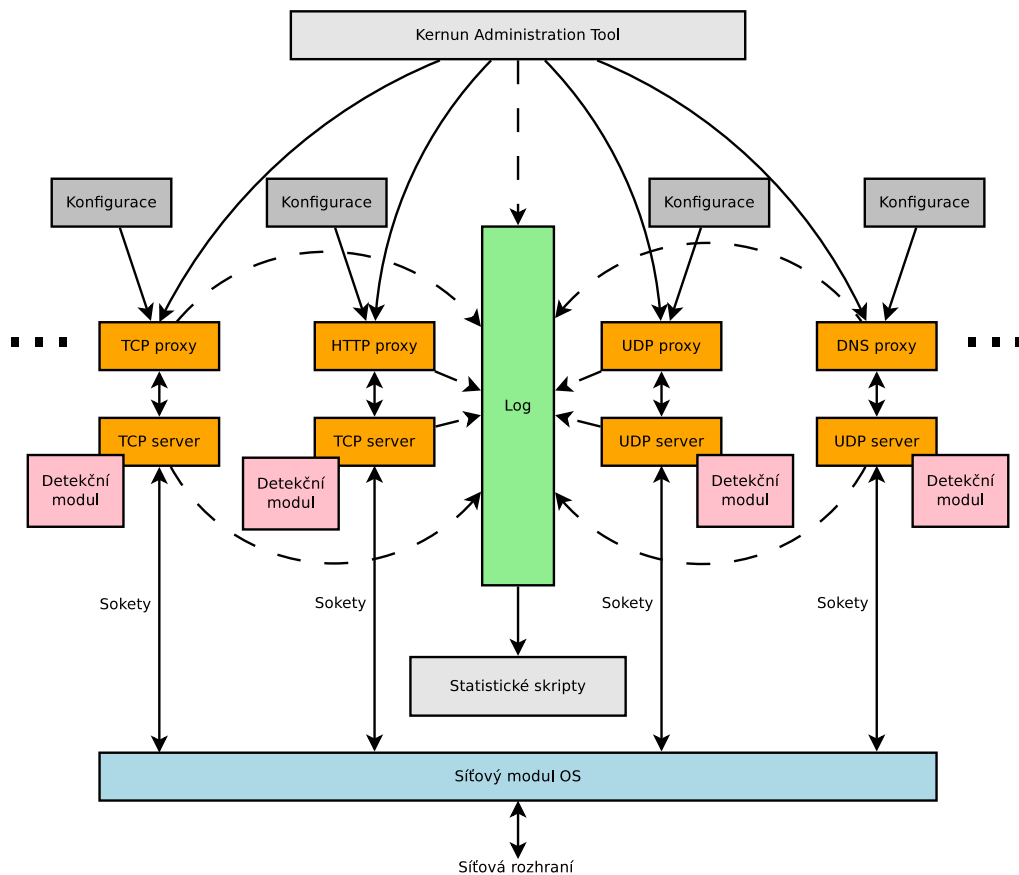 Kernun Administration Tool
Konfigurace
Konfigurace
Konfigurace
Konfigurace
TCP proxy
HTTP proxy
UDP proxy
DNS proxy
Log
TCP server
TCP server
UDP server
UDP server
Detekční
modul
Detekční
modul
Detekční
modul
Detekční
modul
Sokety
Sokety
Sokety
Sokety
Statistické skripty
Síťový modul OS
Síťová rozhraní